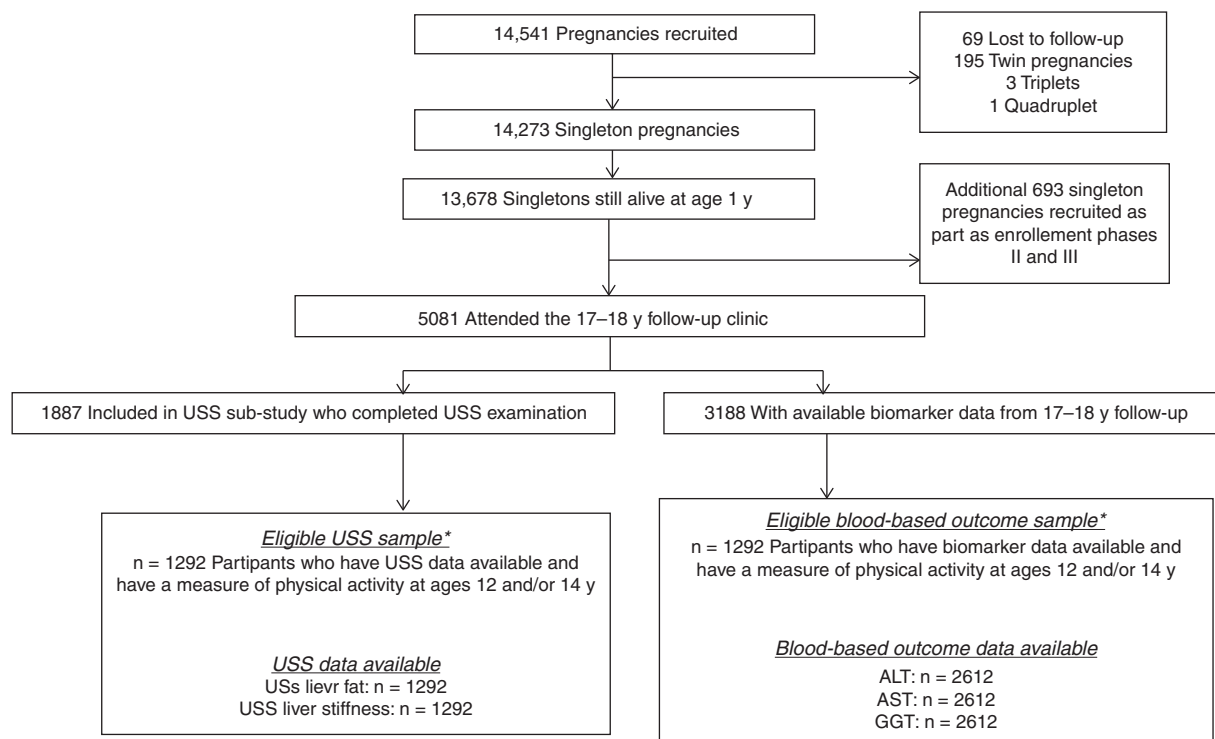 14,541 Pregnancies recruited
69 Lost to follow-up
195 Twin pregnancies
3 Triplets
1 Quadruplet
14,273 Singleton pregnancies
13,678 Singletons still alive at age 1 y
Additional 693 singleton
pregnancies recruited as
part as enrollement phases
II and III
5081 Attended the 17–18 y follow-up clinic
1887 Included in USS sub-study who completed USS examination
3188 With available biomarker data from 17–18 y follow-up
Eligible USS sample*
n = 1292 Partipants who have USS data available and
have a measure of physical activity at ages 12 and/or 14 y
USS data available
USs lievr fat: n = 1292
USS liver stiffness: n = 1292
Eligible blood-based outcome sample*
n = 1292 Partipants who have biomarker data available and
have a measure of physical activity at ages 12 and/or 14 y
Blood-based outcome data available
ALT: n = 2612
AST: n = 2612
GGT: n = 2612